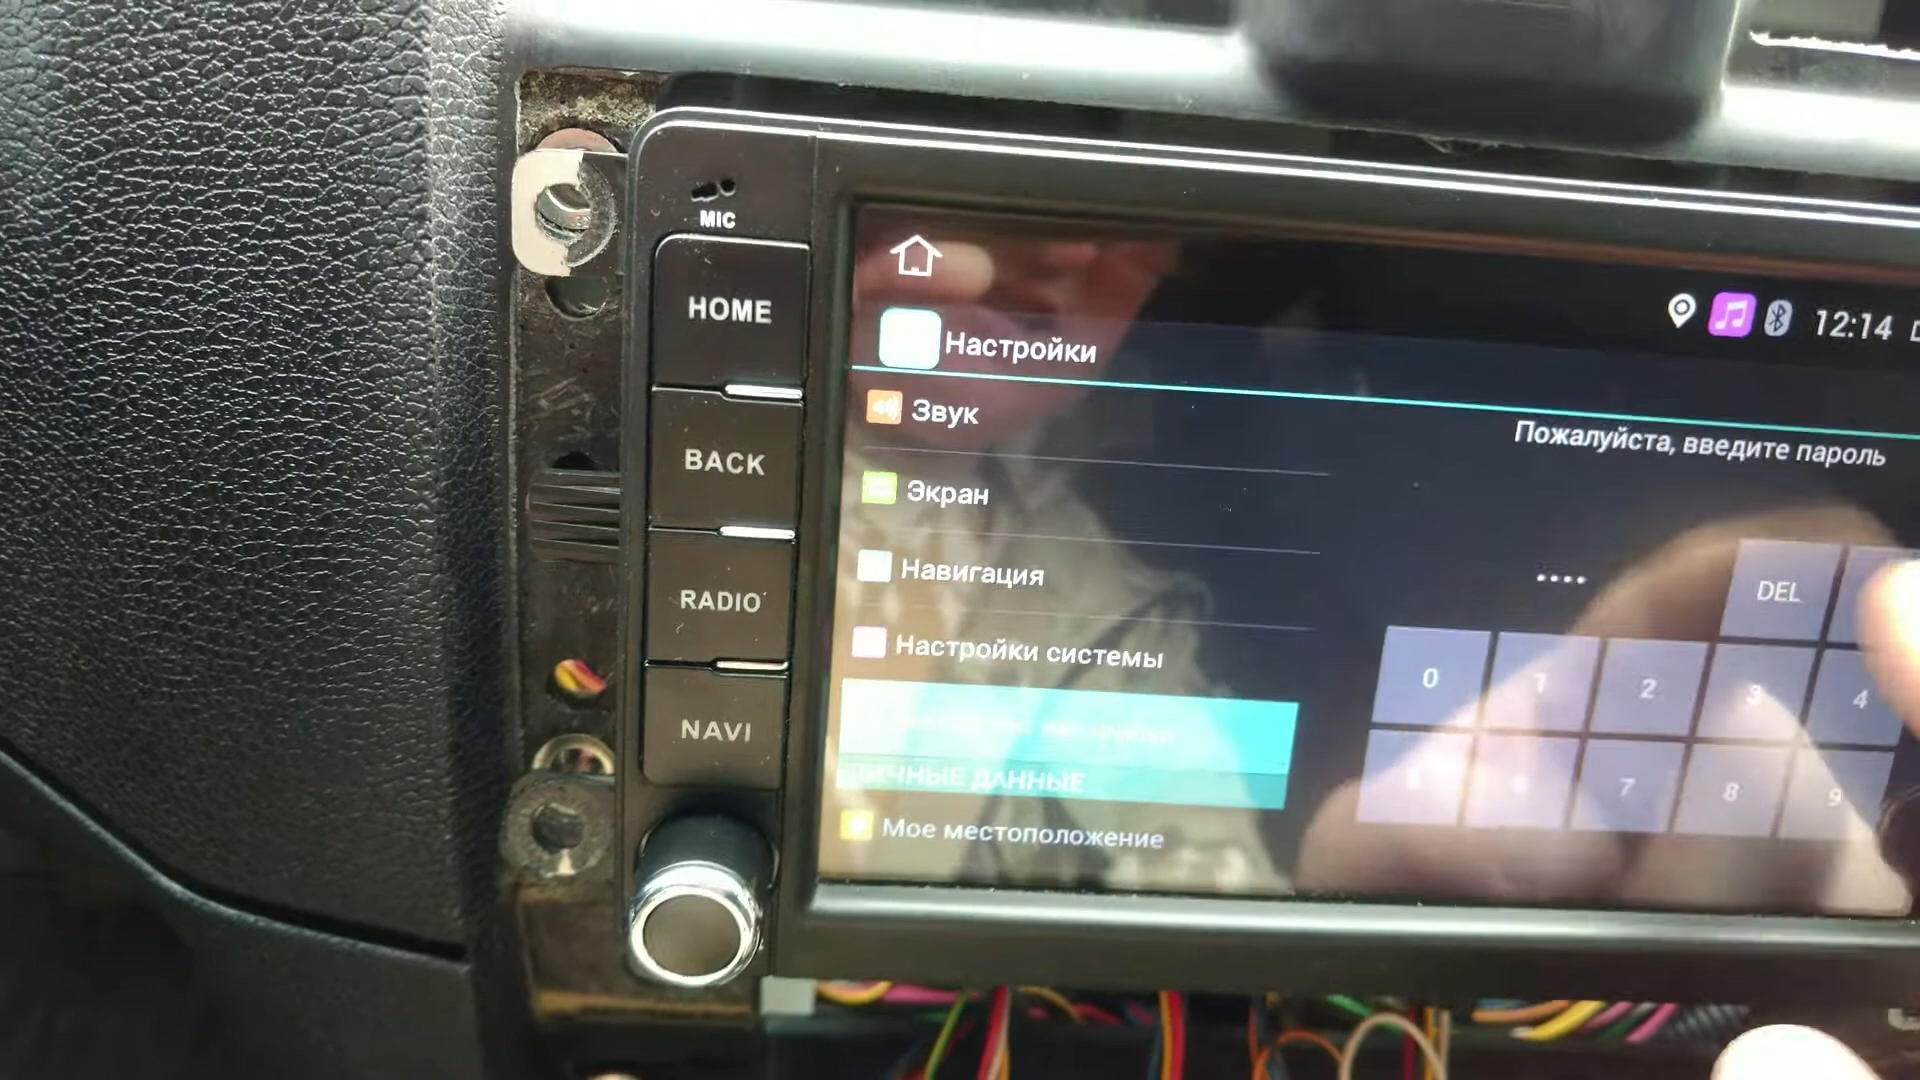 MIC
HOME
BACK
RADIO
NAVI
12:14
Настройки
Звук
Экран
Навигация
Настройки системы
настройки
ЛИЧНЫЕ ДАННЫЕ
Мое местоположение
Пожалуйста, введите пароль
....
DEL
0 1 2 3 4
7 8 9